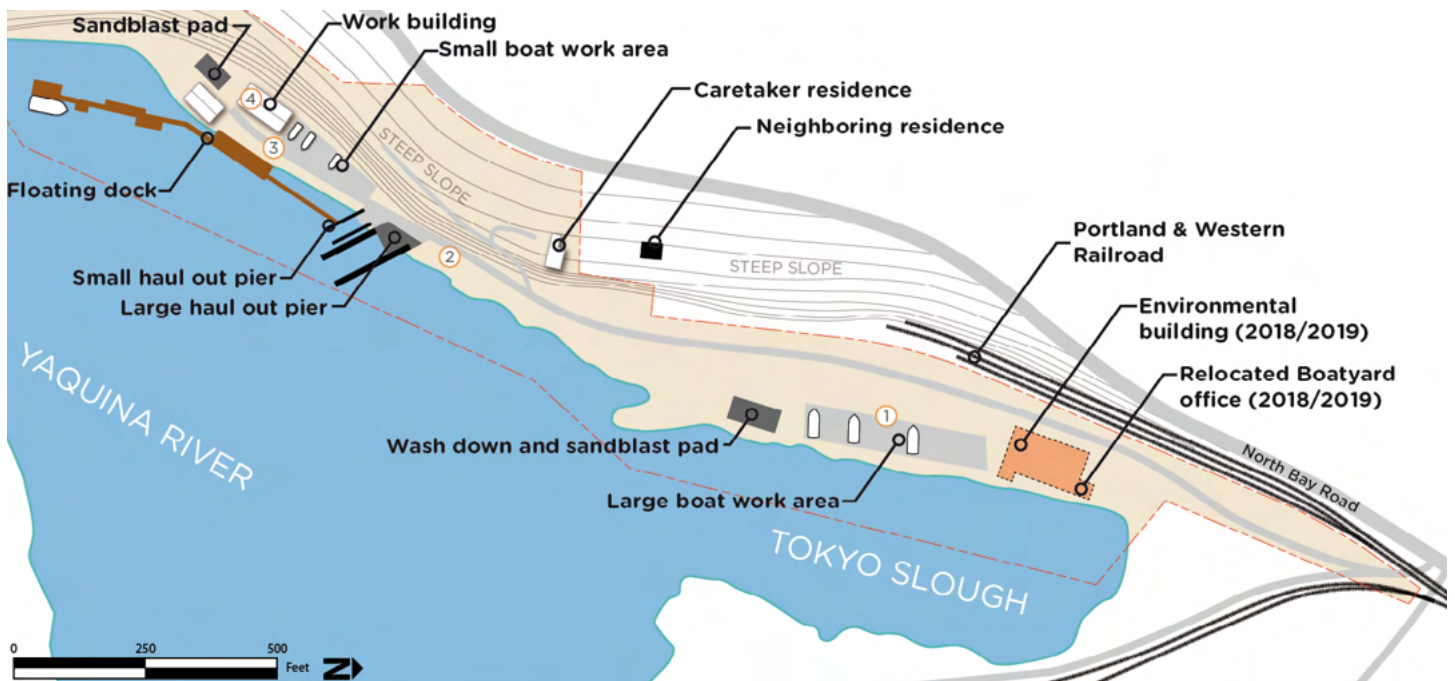 Sandblast pad
Work building
Small boat work area
Caretaker residence
Neighboring residence
4
3
STEEP SLOPE
Floating dock
2
STEEP SLOPE
Portland & Western
Railroad
Small haul out pier
Large haul out pier
Environmental
building (2018/2019)
Relocated Boatyard
office (2018/2019)
YAQUINA RIVER
1
Wash down and sandblast pad
Large boat work area
North Bay Road
TOKYO SLOUGH
0 250 500
Feet
N